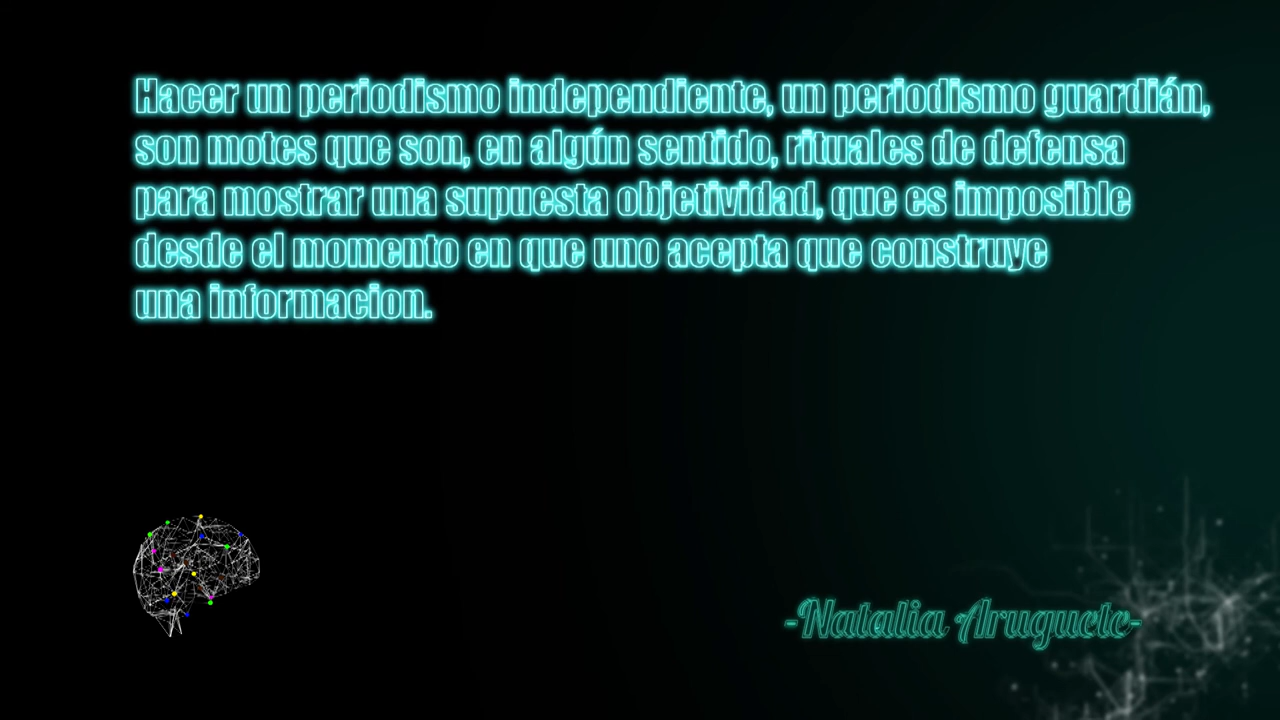 Hacer un periodismo independiente, un periodismo guardián,
son motes que son, en algún sentido, rituales de defensa
para mostrar una supuesta objetividad, que es imposible
desde el momento en que uno acepta que construye
una informacion.
-Natalia Aruguete-